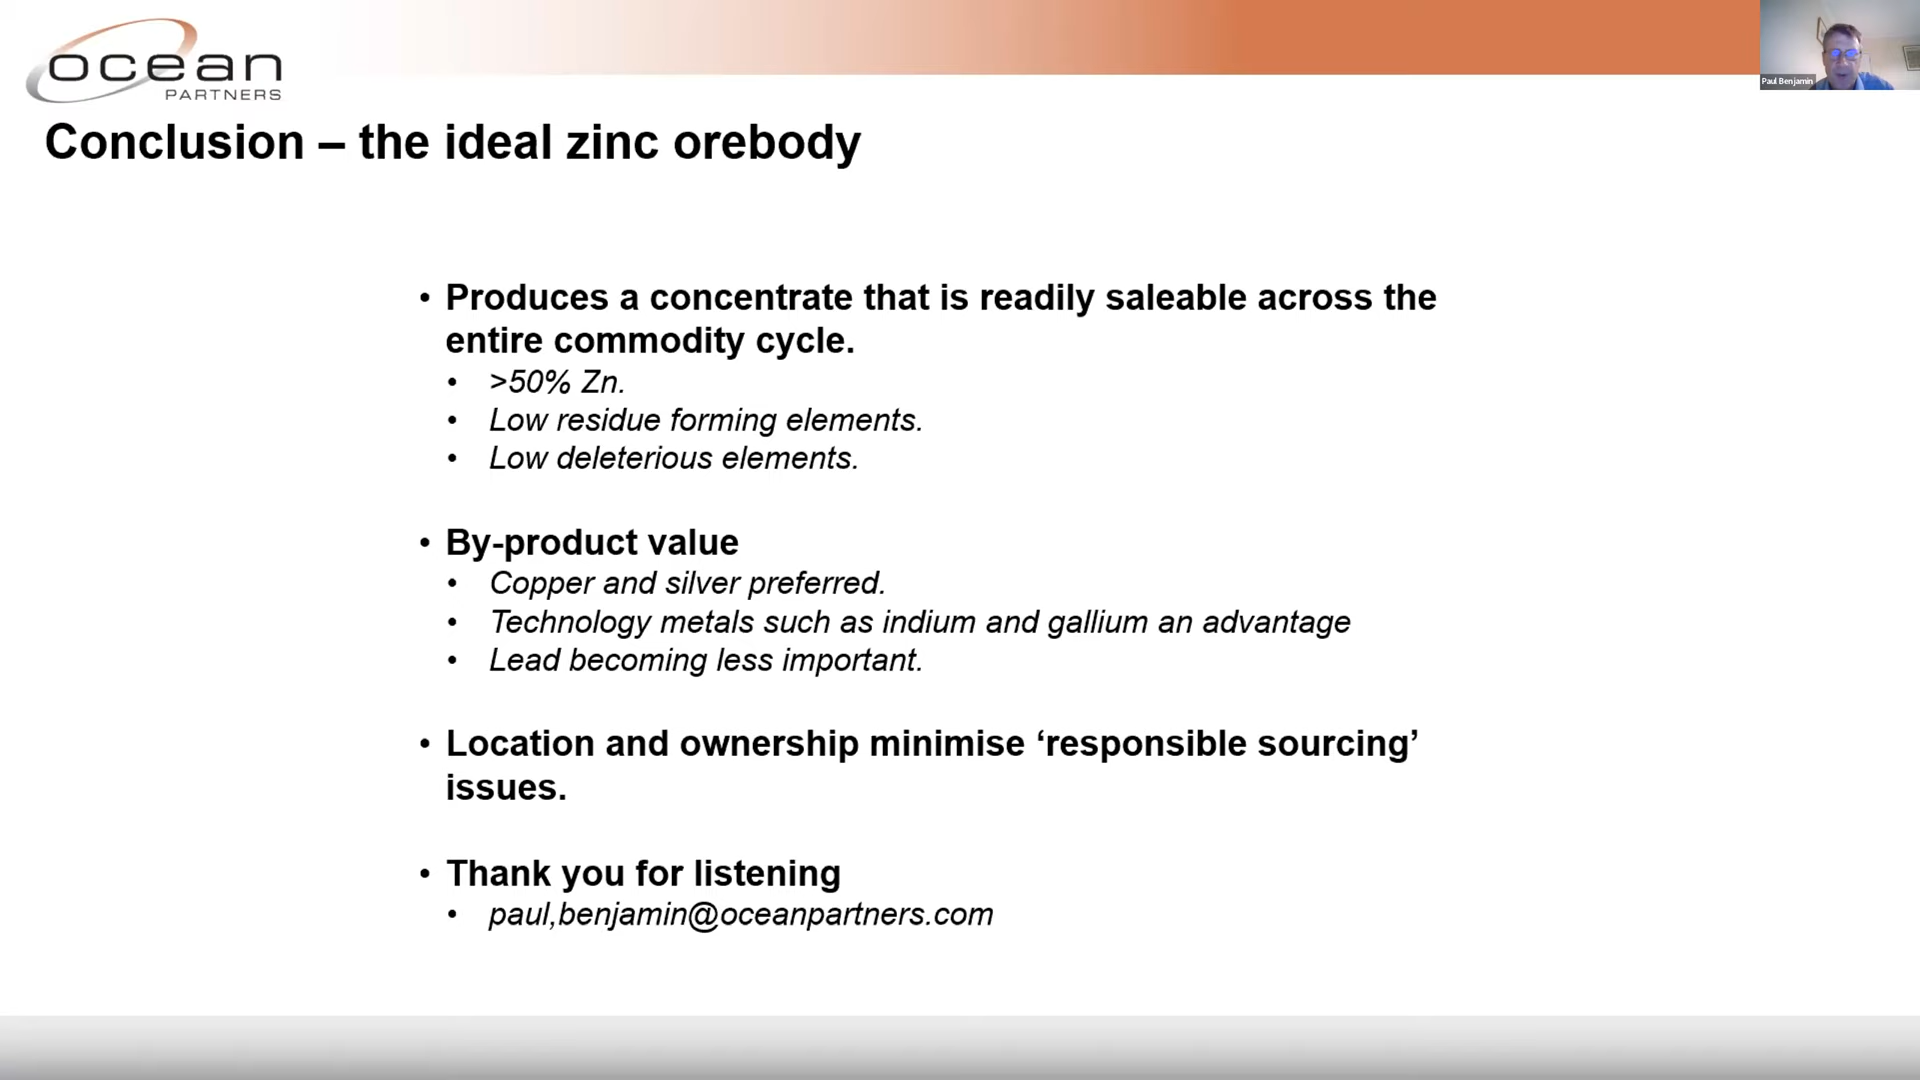 ocean
PARTNERS
Paul Benjamin
Conclusion – the ideal zinc orebody
• Produces a concentrate that is readily saleable across the
entire commodity cycle.
• >50% Zn.
• Low residue forming elements.
• Low deleterious elements.
• By-product value
• Copper and silver preferred.
• Technology metals such as indium and gallium an advantage
• Lead becoming less important.
• Location and ownership minimise ‘responsible sourcing’
issues.
• Thank you for listening
• paul,benjamin@oceanpartners.com